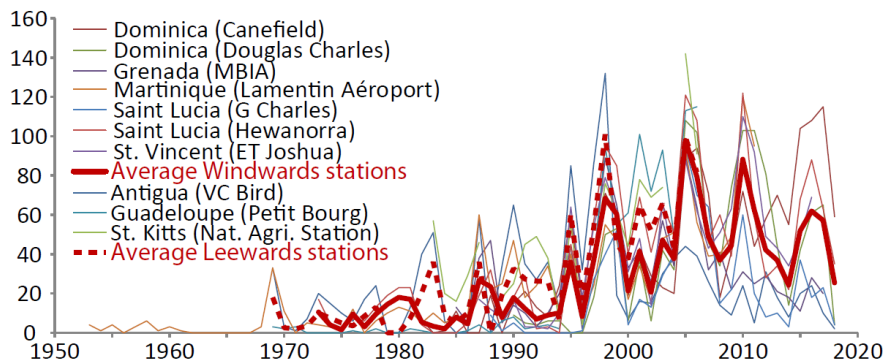 160
140
120
100
80
60
40
20
0
Dominica (Canefield)
Dominica (Douglas Charles)
Grenada (MBIA)
Martinique (Lamentin Aéroport)
Saint Lucia (G Charles)
Saint Lucia (Hewanorra)
St. Vincent (ET Joshua)
Average Windwards stations
Antigua (VC Bird)
Guadeloupe (Petit Bourg)
St. Kitts (Nat. Agri. Station)
Average Leewards stations
1950 1960 1970 1980 1990 2000 2010 2020